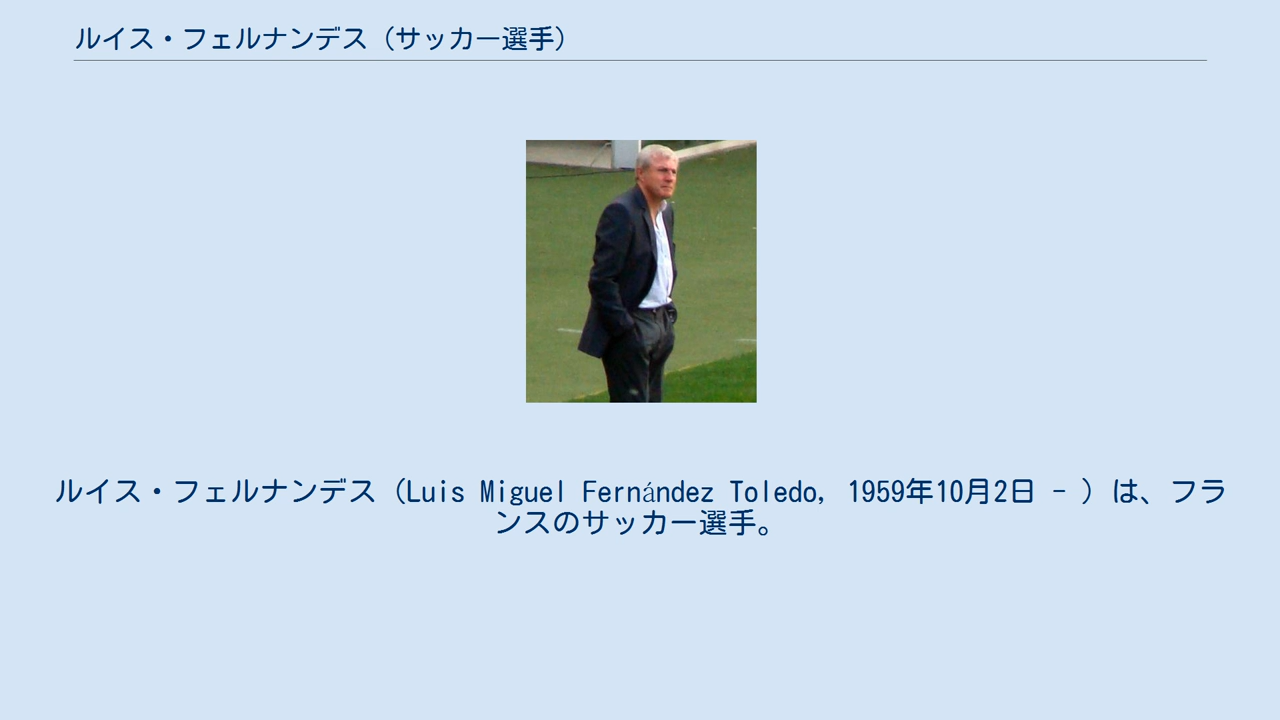 ルイス・フェルナンデス（サッカー選手）
ルイス・フェルナンデス（Luis Miguel Fernández Toledo, 1959年10月2日 - ）は、フラ
ンスのサッカー選手。